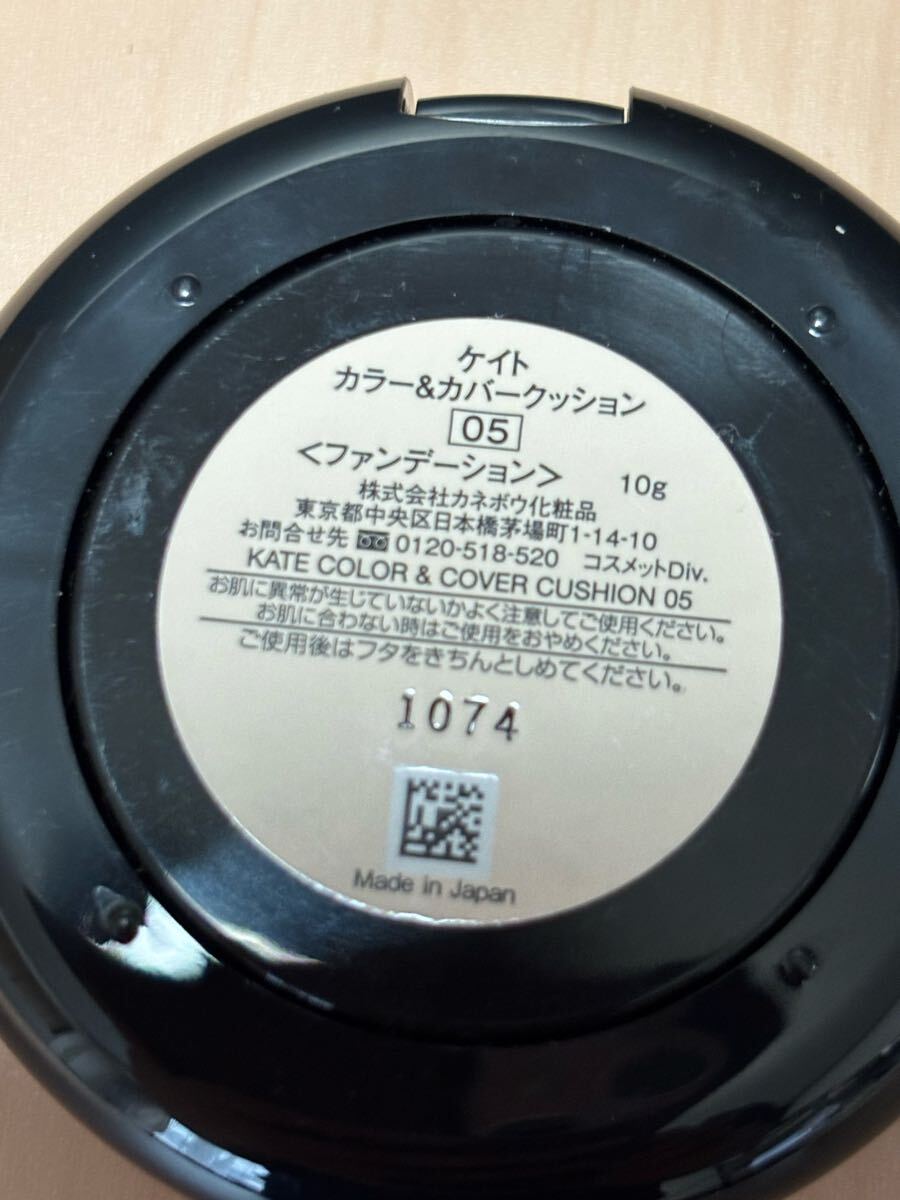 ケイト
カラー&カバークッション
05
<ファンデーション> 10g
株式会社カネボウ化粧品
東京都中央区日本橋茅場町1-14-10
お問合せ先 0120-518-520 コスメットDiv.
KATE COLOR & COVER CUSHION 05
お肌に異常が生じていないかよく注意してご使用ください。
お肌に合わない時はご使用をおやめください。
ご使用後はフタをきちんとしめてください。
1074
Made in Japan